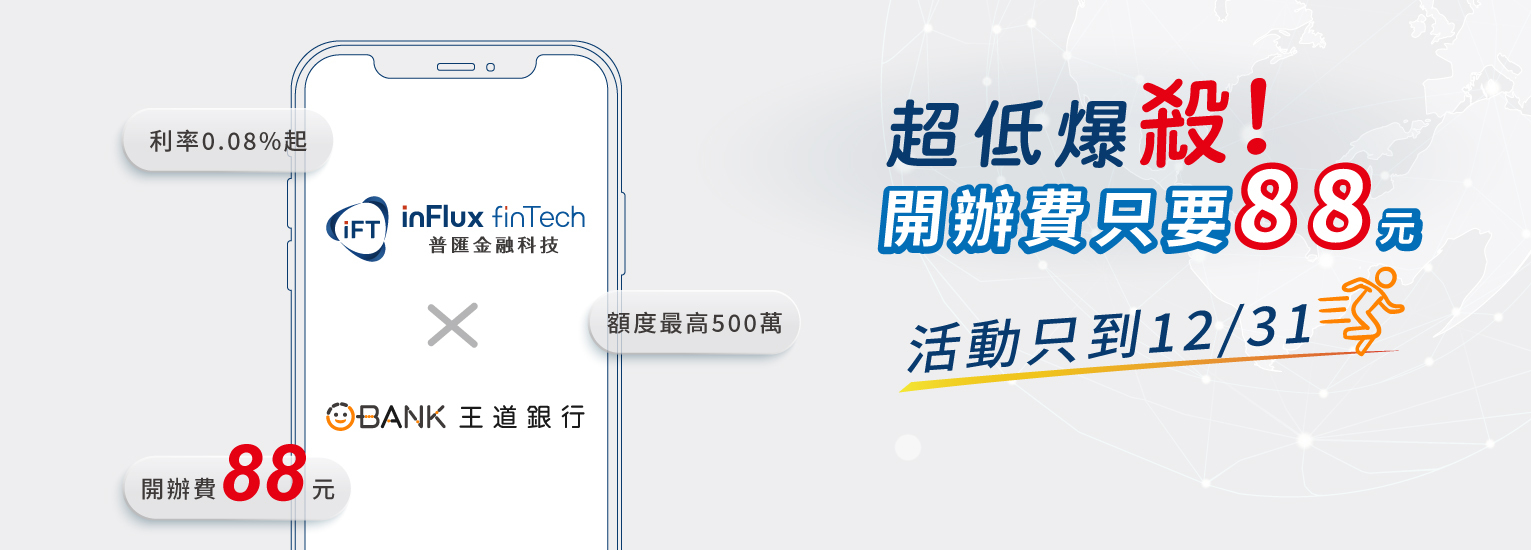 利率0.08%起
iFT inFlux finTech
普匯金融科技
額度最高500萬
O-BANK 王道銀行
開辦費88元
超低爆殺!
開辦費只要88元
活動只到12/31